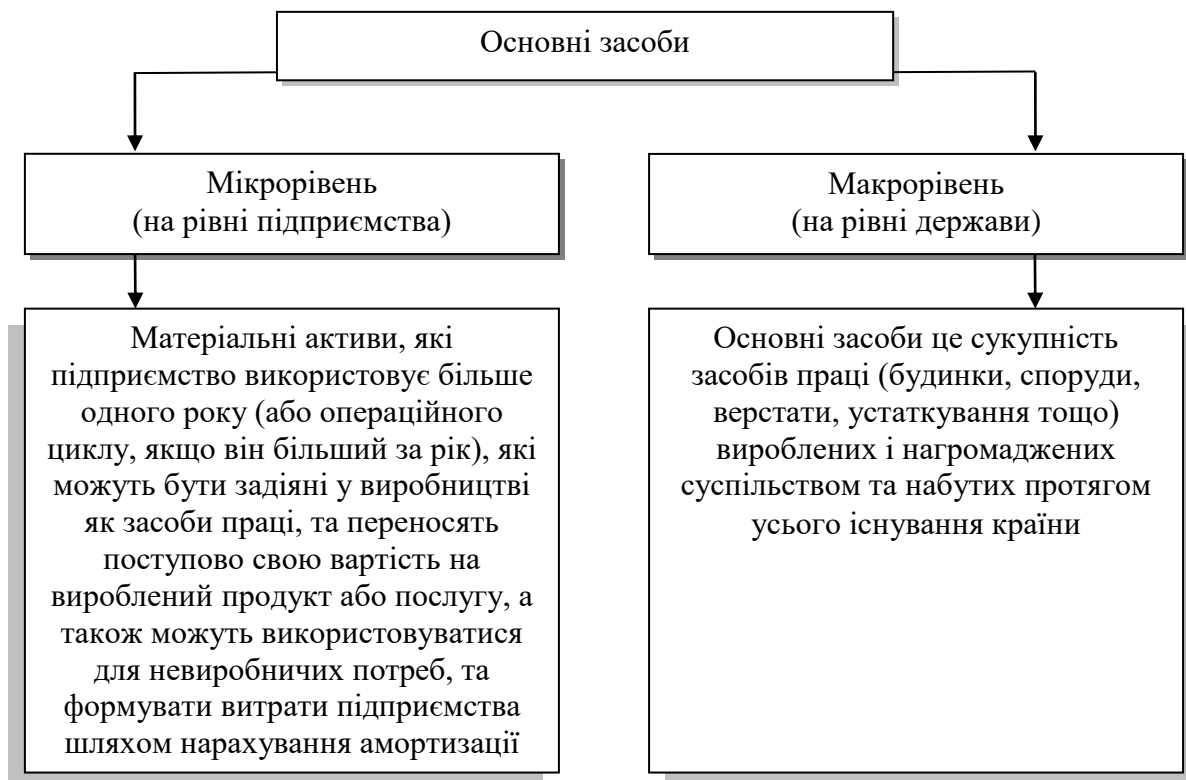 Основні засоби
Мікрорівень
(на рівні підприємства)
Макрорівень
(на рівні держави)
Матеріальні активи, які
підприємство використовує більше
одного року (або операційного
циклу, якщо він більший за рік), які
можуть бути задіяні у виробництві
як засоби праці, та переносять
поступово свою вартість на
вироблений продукт або послугу, а
також можуть використовуватися
для невиробничих потреб, та
формувати витрати підприємства
шляхом нарахування амортизації
Основні засоби це сукупність
засобів праці (будинки, споруди,
верстати, устаткування тощо)
вироблених і нагромаджених
суспільством та набутих протягом
усього існування країни